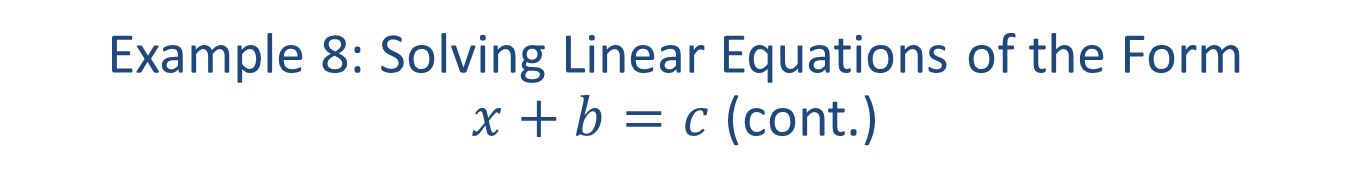 Example 8: Solving Linear Equations of the Form
x + b = c (cont.)